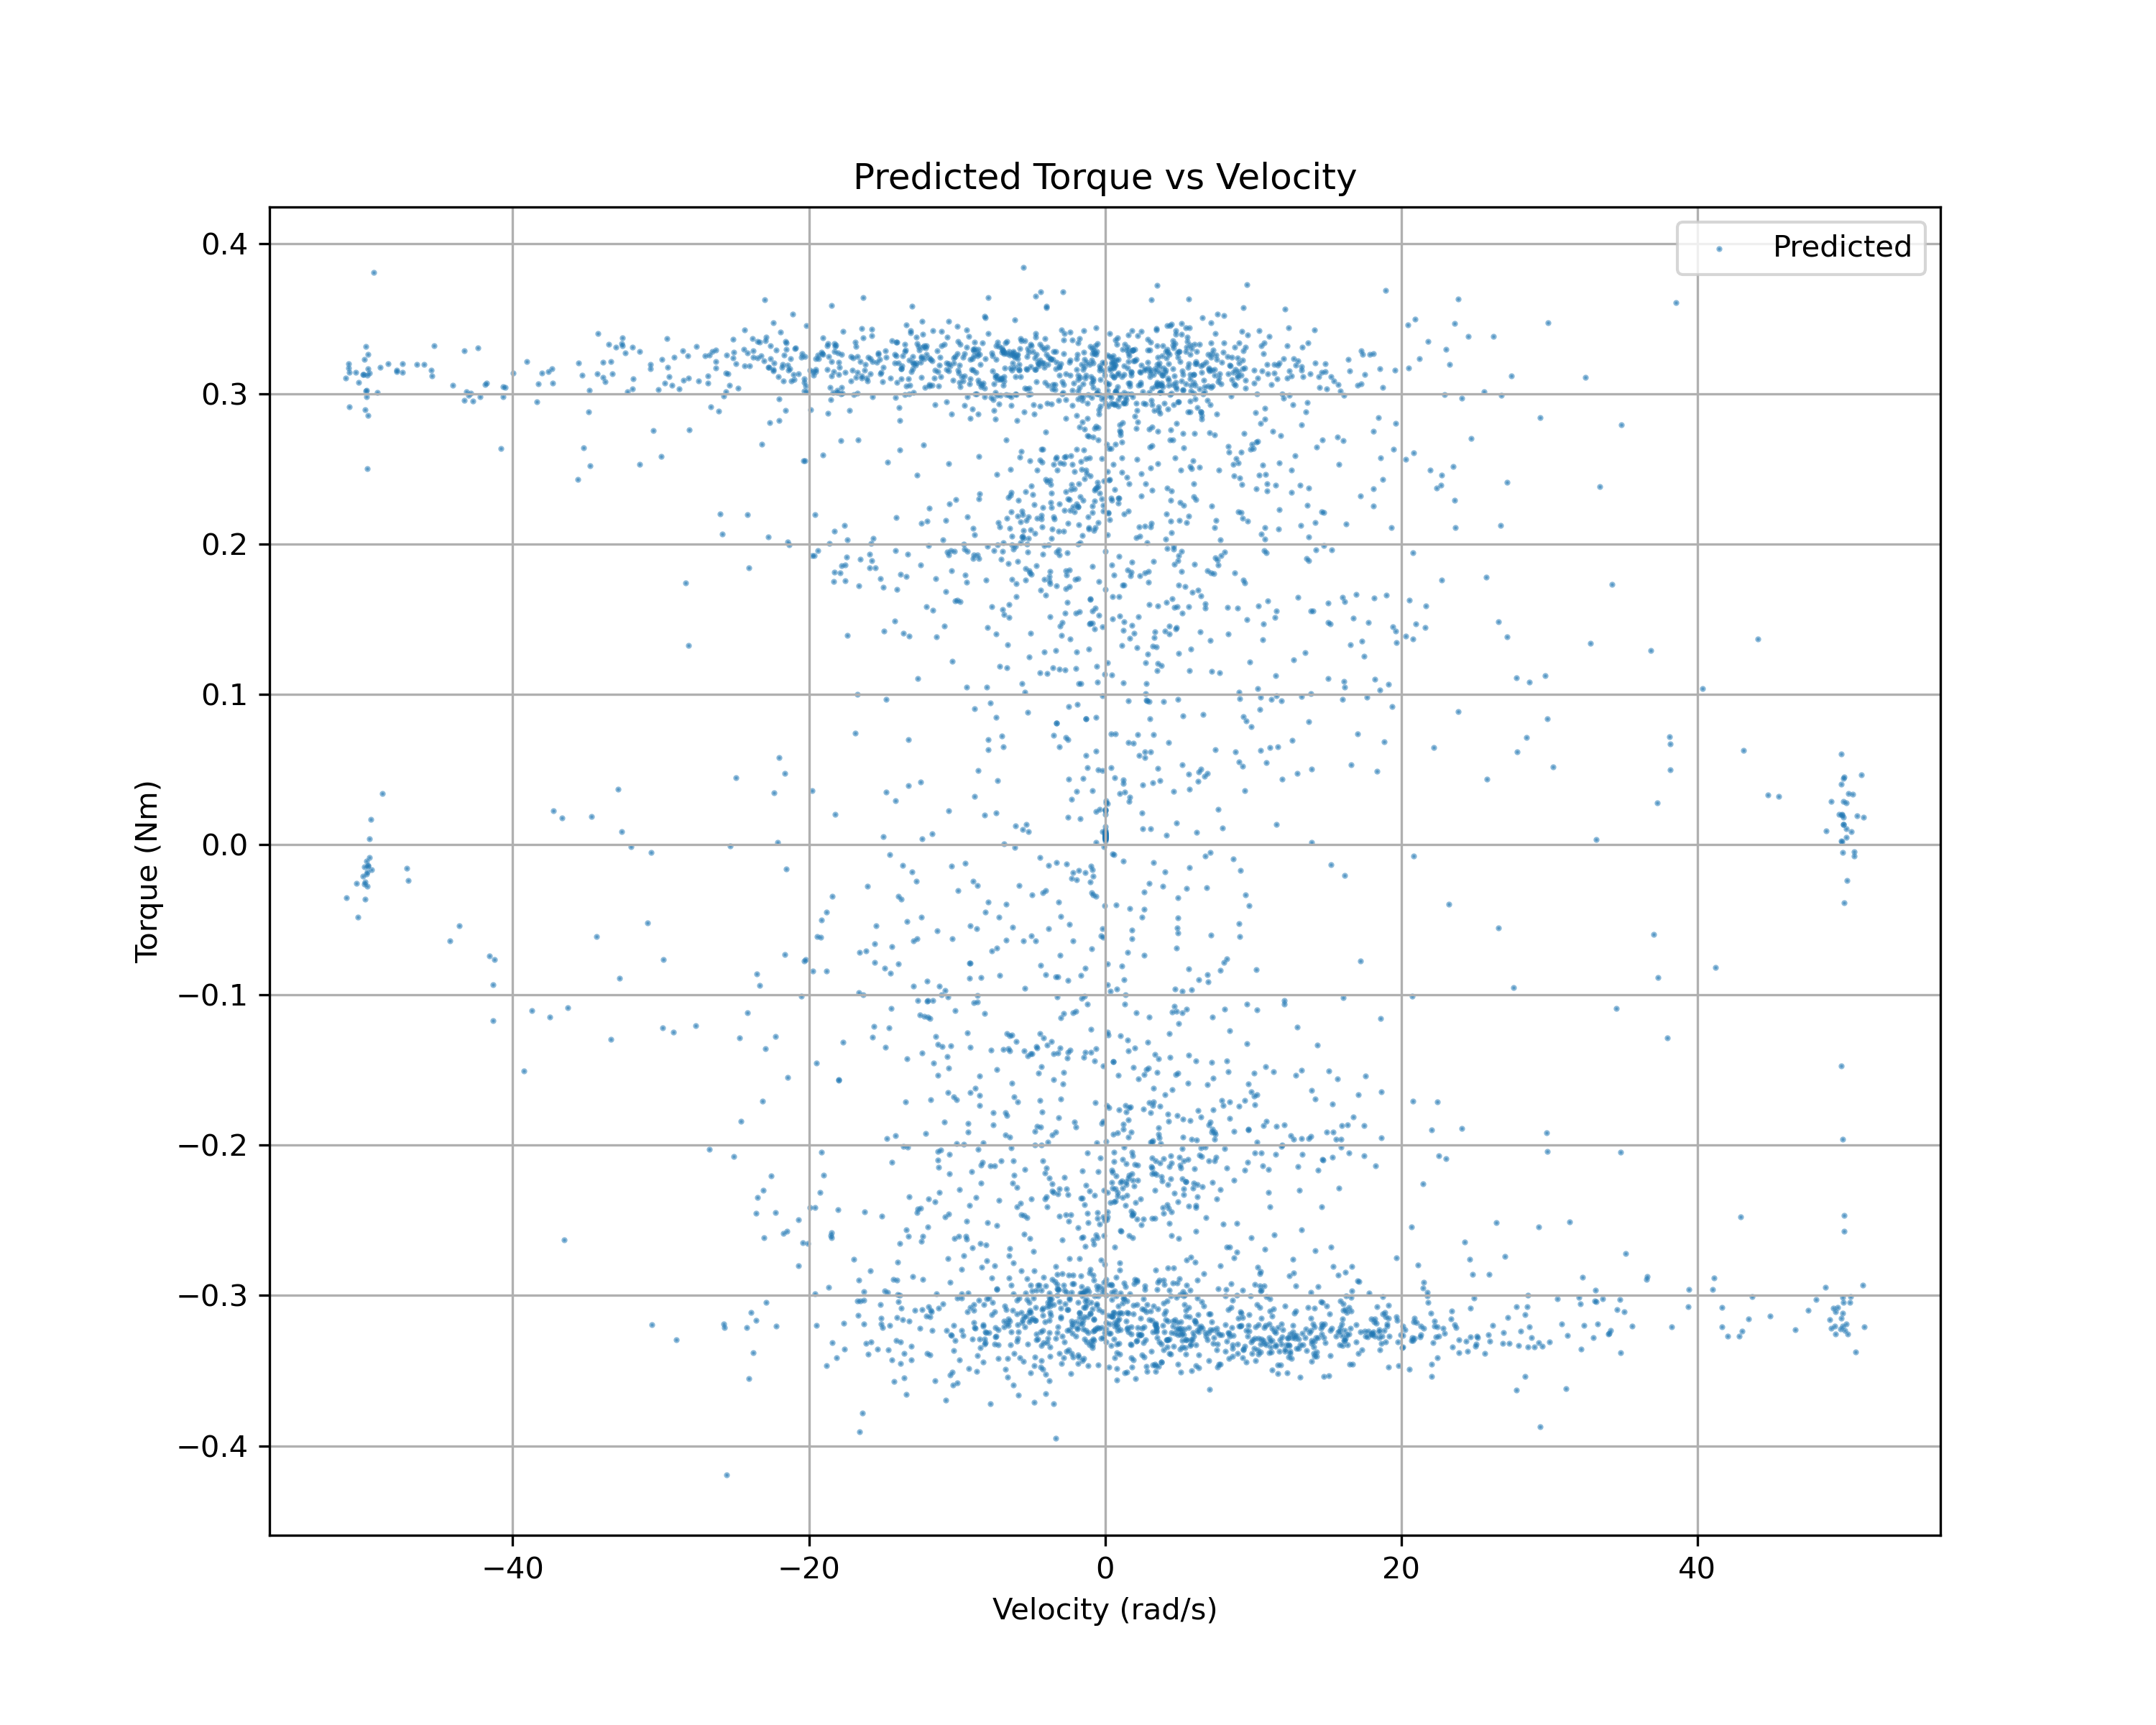 Predicted Torque vs Velocity
Predicted
0.4
0.3
0.2
0.1
0.0
−0.1
−0.2
−0.3
−0.4
Torque (Nm)
−40 −20 0 20 40
Velocity (rad/s)